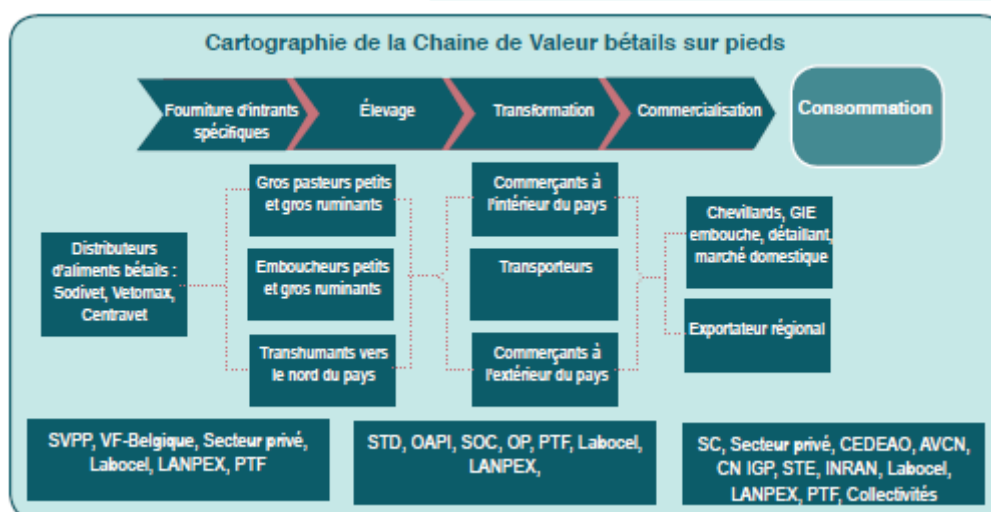 Cartographie de la Chaine de Valeur bétails sur pieds
Fourniture d'intrants
spécifiques
Élevage
Transformation
Commercialisation
Consommation
Distributeurs
d'aliments bétails :
Sodivet, Vetomax,
Centravet
Gros pasteurs petits
et gros ruminants
Emboucheurs petits
et gros ruminants
Transhumants vers
le nord du pays
Commerçants à
l'intérieur du pays
Transporteurs
Commerçants à
l'extérieur du pays
Chevillards, GIE
embouche, détaillant,
marché domestique
Exportateur régional
SVPP, VF-Belgique, Secteur privé,
Labocel, LANPEX, PTF
STD, OAPI, SOC, OP, PTF, Labocel,
LANPEX,
SC, Secteur privé, CEDEAO, AVCN,
CN IGP, STE, INRAN, Labocel,
LANPEX, PTF, Collectivités